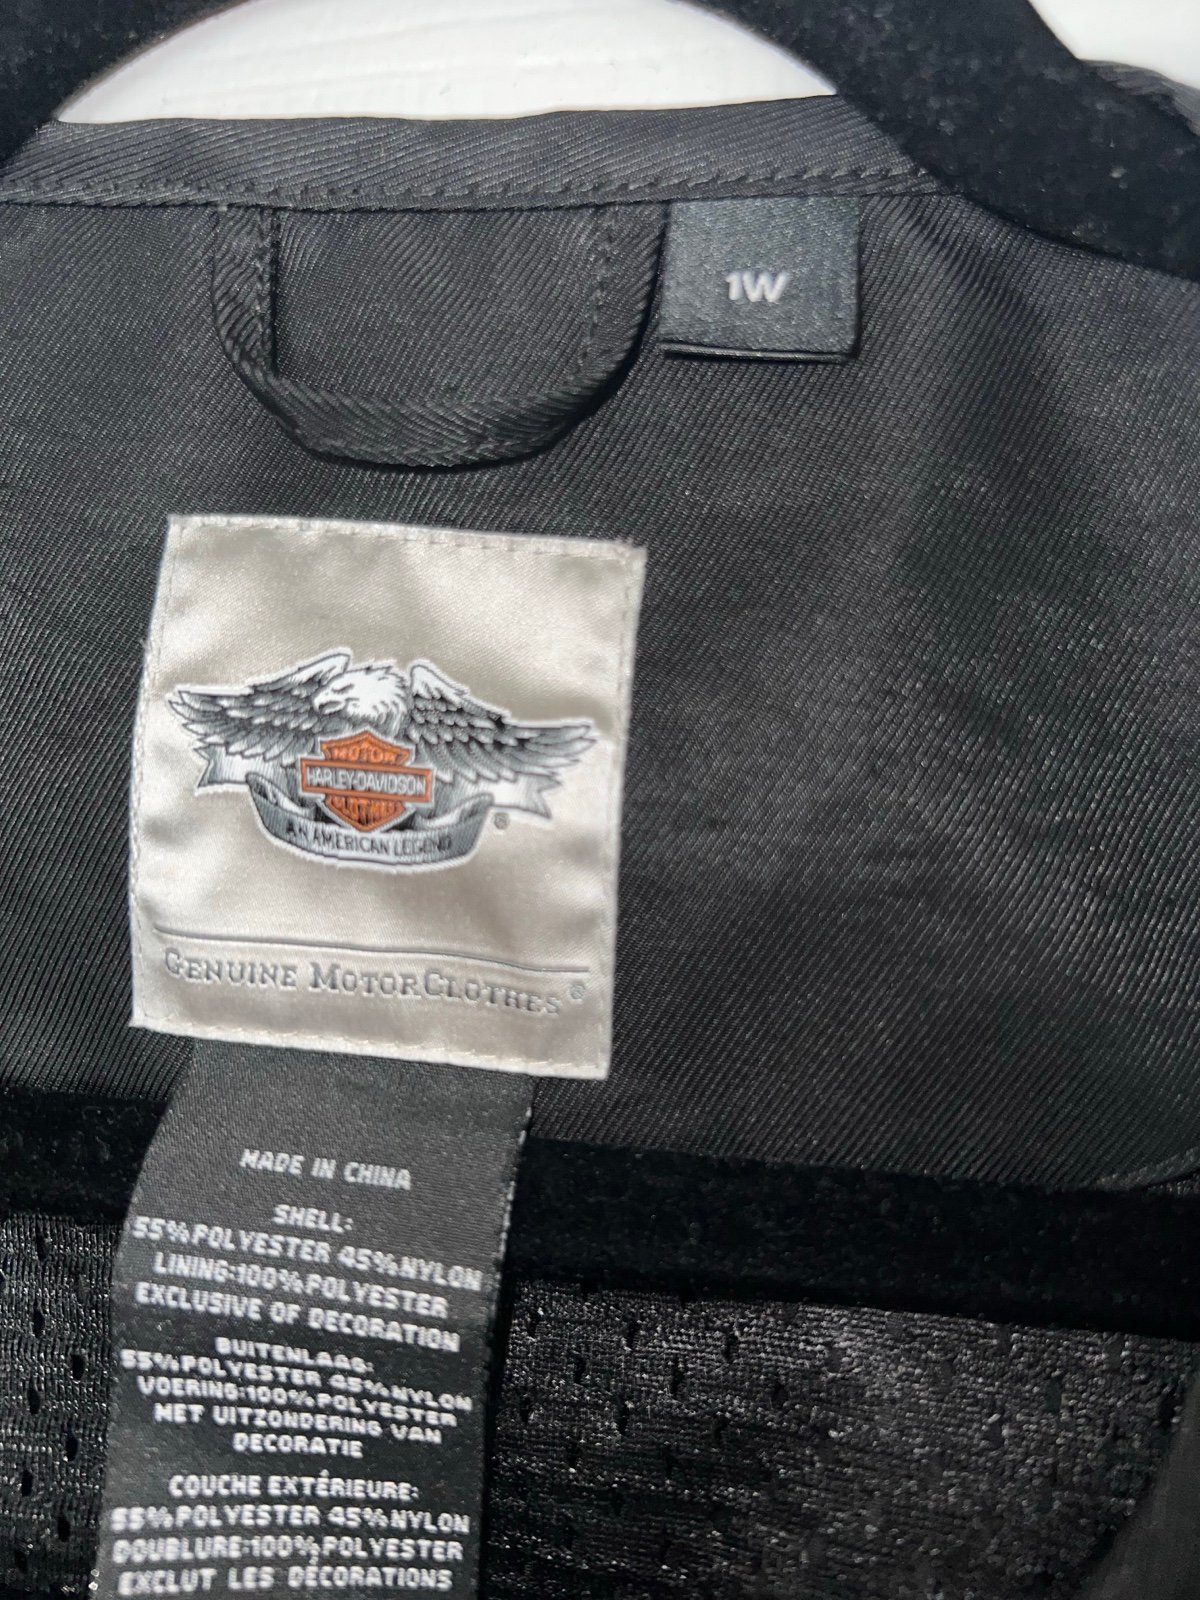 1W
MOTOR
HARLEY-DAVIDSON
CLOTHES
AN AMERICAN LEGEND
®
GENUINE MOTORCLOTHES®
MADE IN CHINA
SHELL:
55%POLYESTER 45%NYLON
LINING:100%POLYESTER
EXCLUSIVE OF DECORATION
BUITENLAAG:
55%POLYESTER 45%NYLON
VOERING:100%POLYESTER
MET UITZONDERING VAN
DECORATIE
COUCHE EXTÉRIEURE:
55%POLYESTER 45%NYLON
DOUBLURE:100%POLYESTER
EXCLUT LES DÉCORATIONS